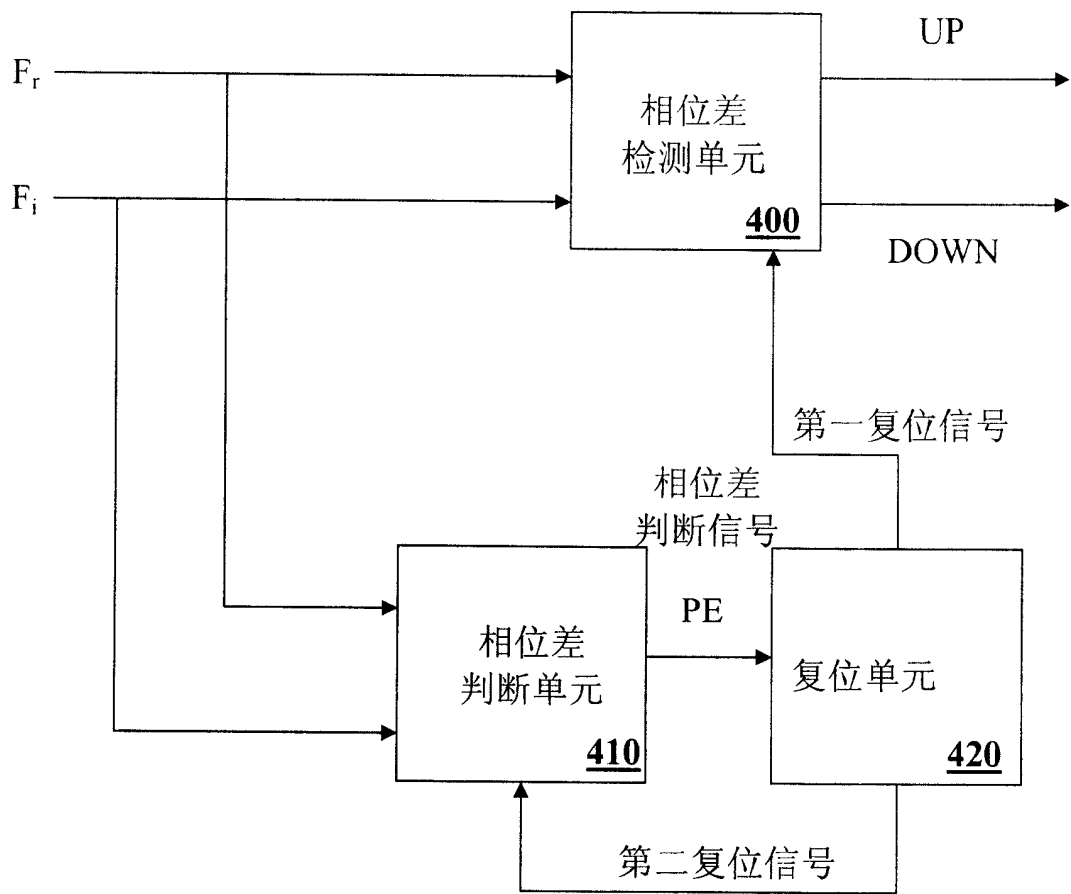 UP
Fr
相位差
检测单元
Fi
400
DOWN
第一复位信号
相位差
判断信号
PE
相位差
判断单元
复位单元
410
420
第二复位信号